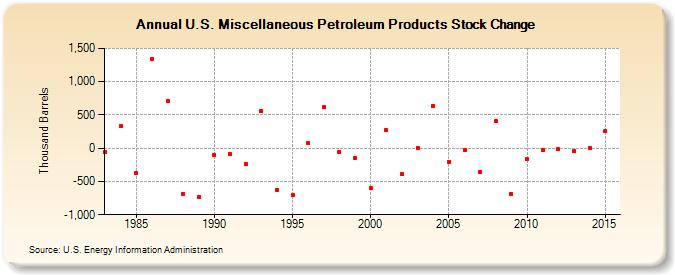 Annual U.S. Miscellaneous Petroleum Products Stock Change
Thousand Barrels
1,500
1,000
500
0
-500
-1,000
1985 1990 1995 2000 2005 2010 2015
Source: U.S. Energy Information Administration